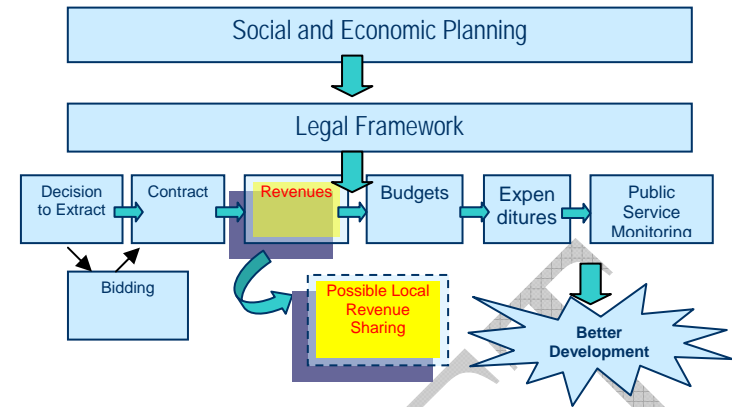 Social and Economic Planning
Legal Framework
Decision
to Extract
Contract
Revenues
Budgets
Expen
ditures
Public
Service
Monitoring
Bidding
Possible Local
Revenue
Sharing
Better
Development